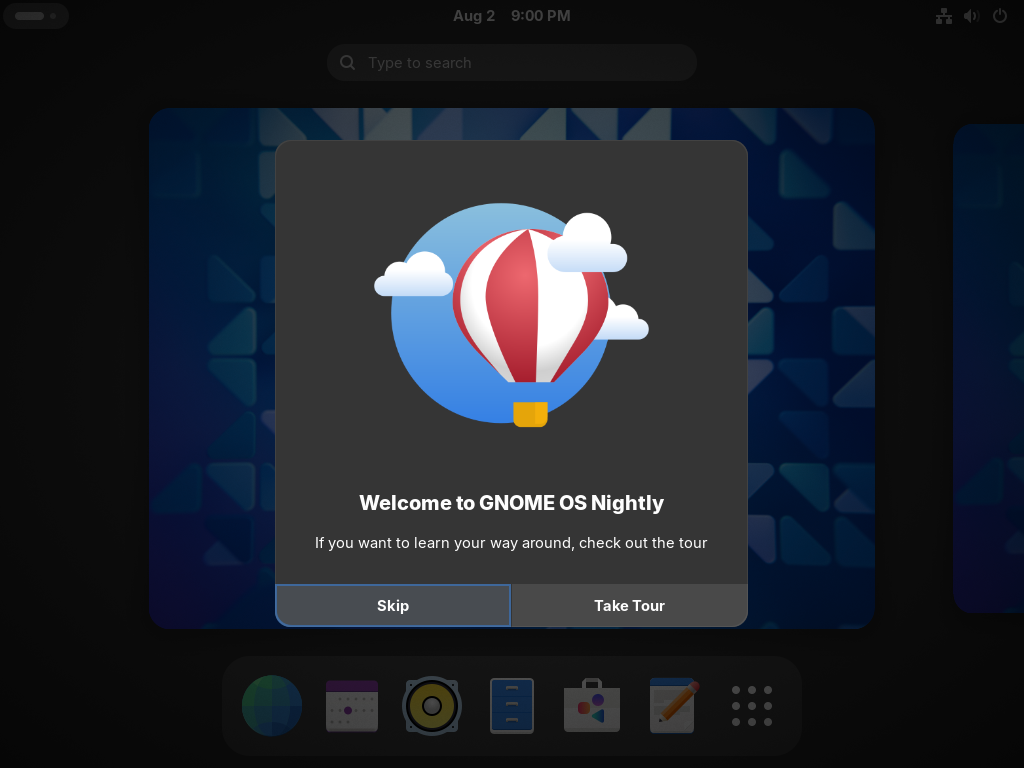 Aug 2 9:00 PM
Type to search
Welcome to GNOME OS Nightly
If you want to learn your way around, check out the tour
Skip
Take Tour